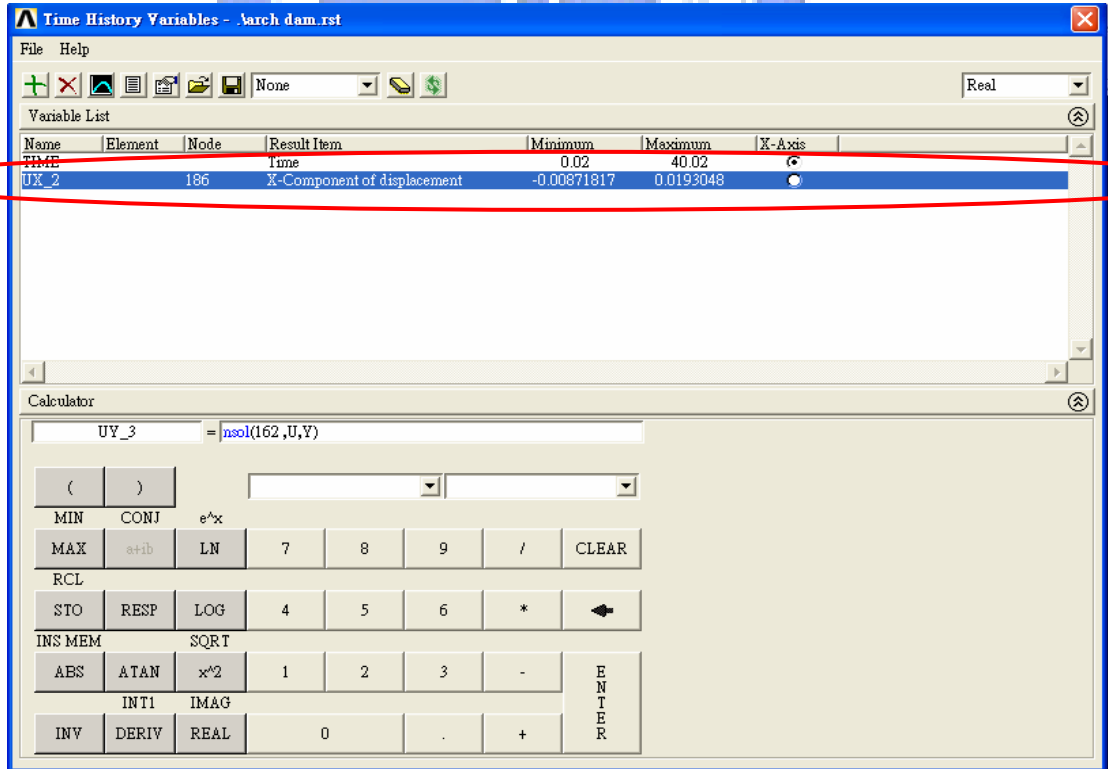 Time History Variables - .\arch dam.rst
File Help
None Real
Variable List
Name Element Node Result Item Minimum Maximum X-Axis
TIME Time 0.02 40.02
UX_2 186 X-Component of displacement -0.00871817 0.0193048
Calculator
UY_3 = nsol(162 ,U,Y)
( )
MIN CONJ e^x
MAX a+ib LN 7 8 9 / CLEAR
RCL
STO RESP LOG 4 5 6 *
INS MEM SQRT
ABS ATAN x^2 1 2 3 - ENTER
INT1 IMAG
INV DERIV REAL 0 . +